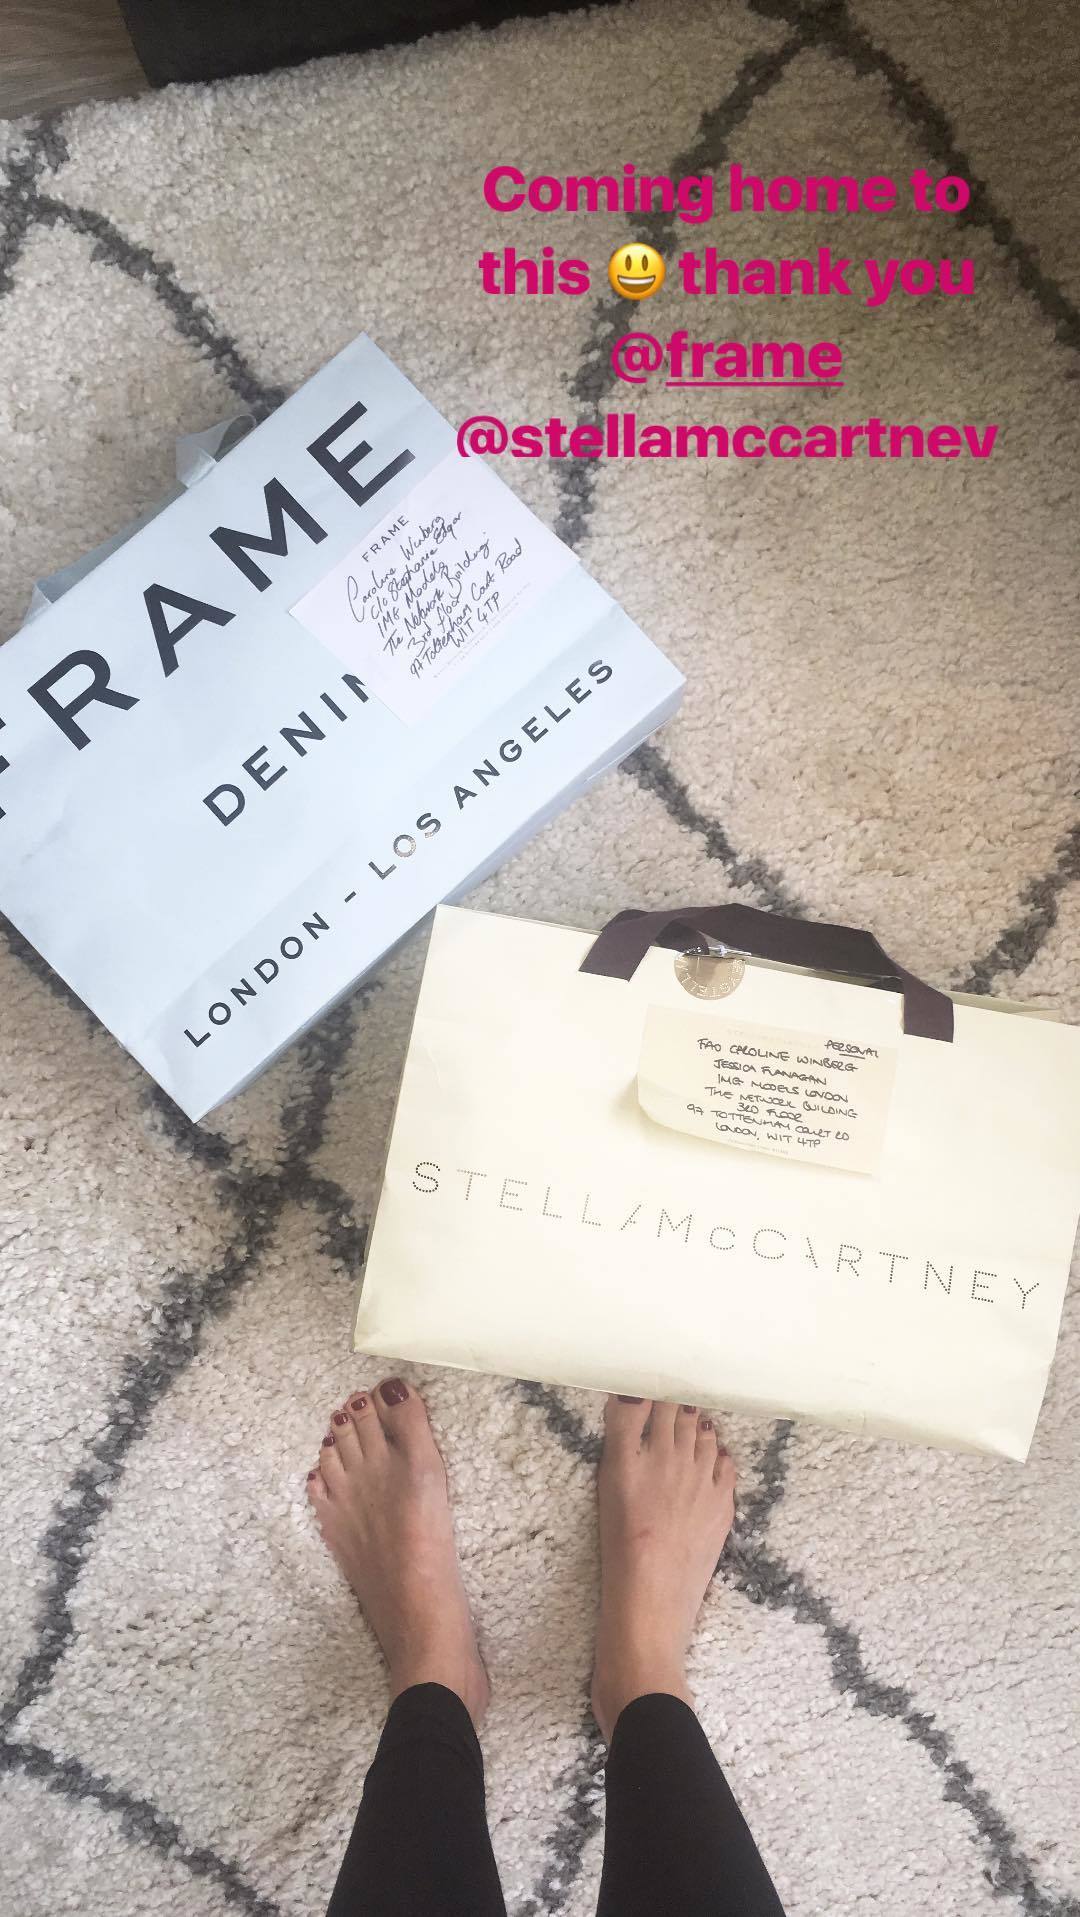 Coming home to
this 😃 thank you
@frame
@stellamccartney
FRAME
DENIM
LONDON - LOS ANGELES
FRAME
Caroline Winberg
c/o Stephanie Edgar
IMG Models
The Network Building
3rd floor
97 Tottenham Court Road
W1T 4TP
PERSONAL
FAO CAROLINE WINBERG
JESSICA FLANAGAN
IMG MODELS LONDON
THE NETWORK BUILDING
3RD FLOOR
97 TOTTENHAM COURT RD
LONDON, W1T 4TP
STELLA McCARTNEY